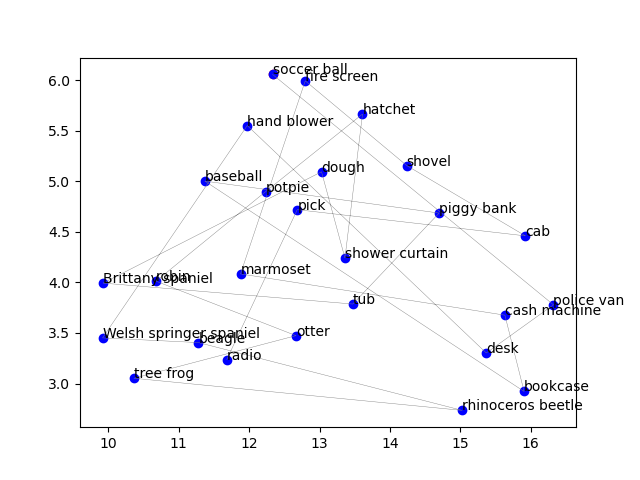 soccer ball
fire screen
6.0
hatchet
hand blower
5.5
shovel
dough
baseball
5.0
potpie
pick
piggy bank
4.5
cab
shower curtain
marmoset
robin
Brittany spaniel
4.0
tub
police van
cash machine
Welsh springer spaniel
beagle
otter
3.5
radio
desk
tree frog
3.0
bookcase
rhinoceros beetle
10 11 12 13 14 15 16